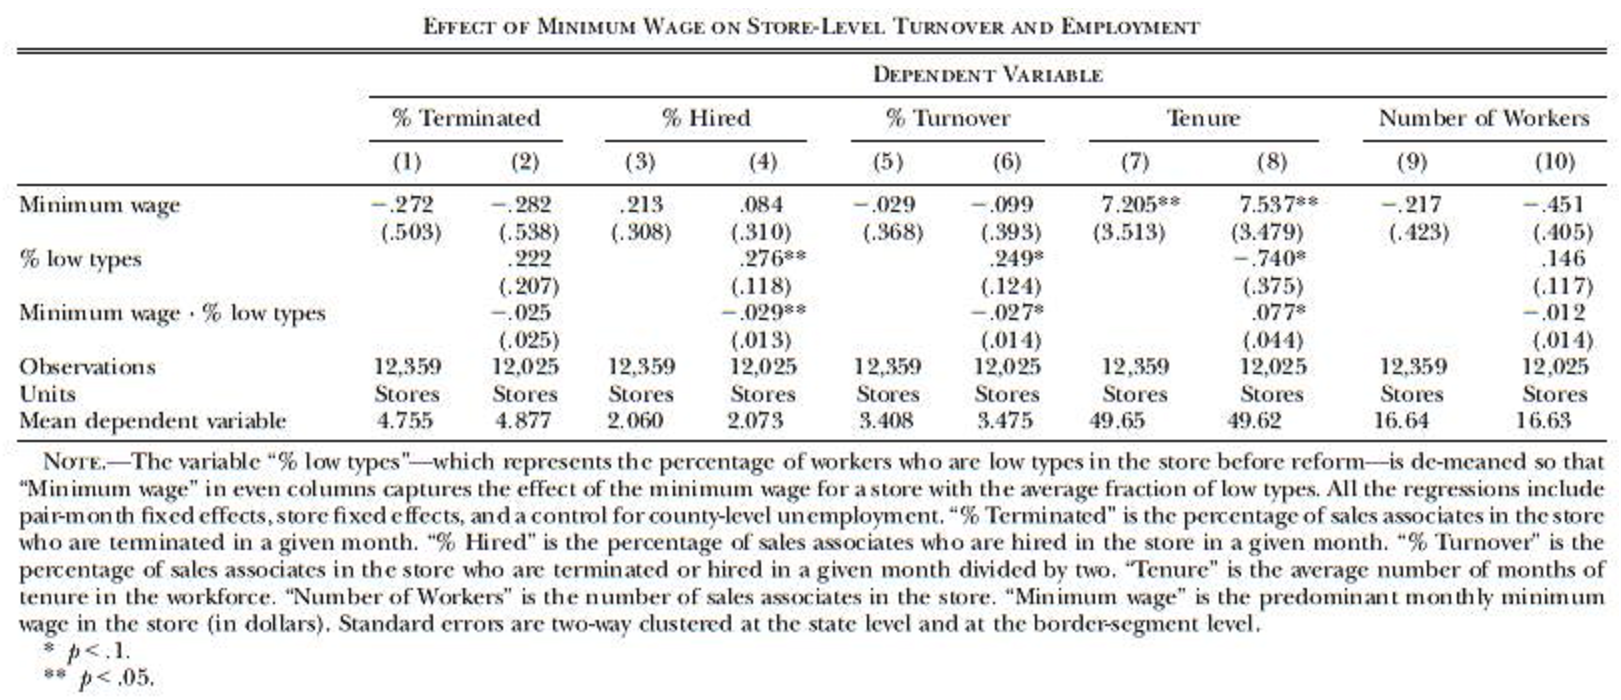 EFFECT OF MINIMUM WAGE ON STORE-LEVEL TURNOVER AND EMPLOYMENT
DEPENDENT VARIABLE
% Terminated % Hired % Turnover Tenure Number of Workers
(1) (2) (3) (4) (5) (6) (7) (8) (9) (10)
Minimum wage −.272 −.282 .213 .084 −.029 −.099 7.205** 7.537** −.217 −.451
(.503) (.538) (.308) (.310) (.368) (.393) (3.513) (3.479) (.423) (.405)
% low types .222 .276** .249* −.740* .146
(.207) (.118) (.124) (.375) (.117)
Minimum wage · % low types −.025 −.029** −.027* .077* −.012
(.025) (.013) (.014) (.044) (.014)
Observations 12,359 12,025 12,359 12,025 12,359 12,025 12,359 12,025 12,359 12,025
Units Stores Stores Stores Stores Stores Stores Stores Stores Stores Stores
Mean dependent variable 4.755 4.877 2.060 2.073 3.408 3.475 49.65 49.62 16.64 16.63
NOTE.—The variable “% low types”—which represents the percentage of workers who are low types in the store before reform—is de-meaned so that
“Minimum wage” in even columns captures the effect of the minimum wage for a store with the average fraction of low types. All the regressions include
pair-month fixed effects, store fixed effects, and a control for county-level unemployment. “% Terminated” is the percentage of sales associates in the store
who are terminated in a given month. “% Hired” is the percentage of sales associates who are hired in the store in a given month. “% Turnover” is the
percentage of sales associates in the store who are terminated or hired in a given month divided by two. “Tenure” is the average number of months of
tenure in the workforce. “Number of Workers” is the number of sales associates in the store. “Minimum wage” is the predominant monthly minimum
wage in the store (in dollars). Standard errors are two-way clustered at the state level and at the border-segment level.
* p < .1.
** p < .05.